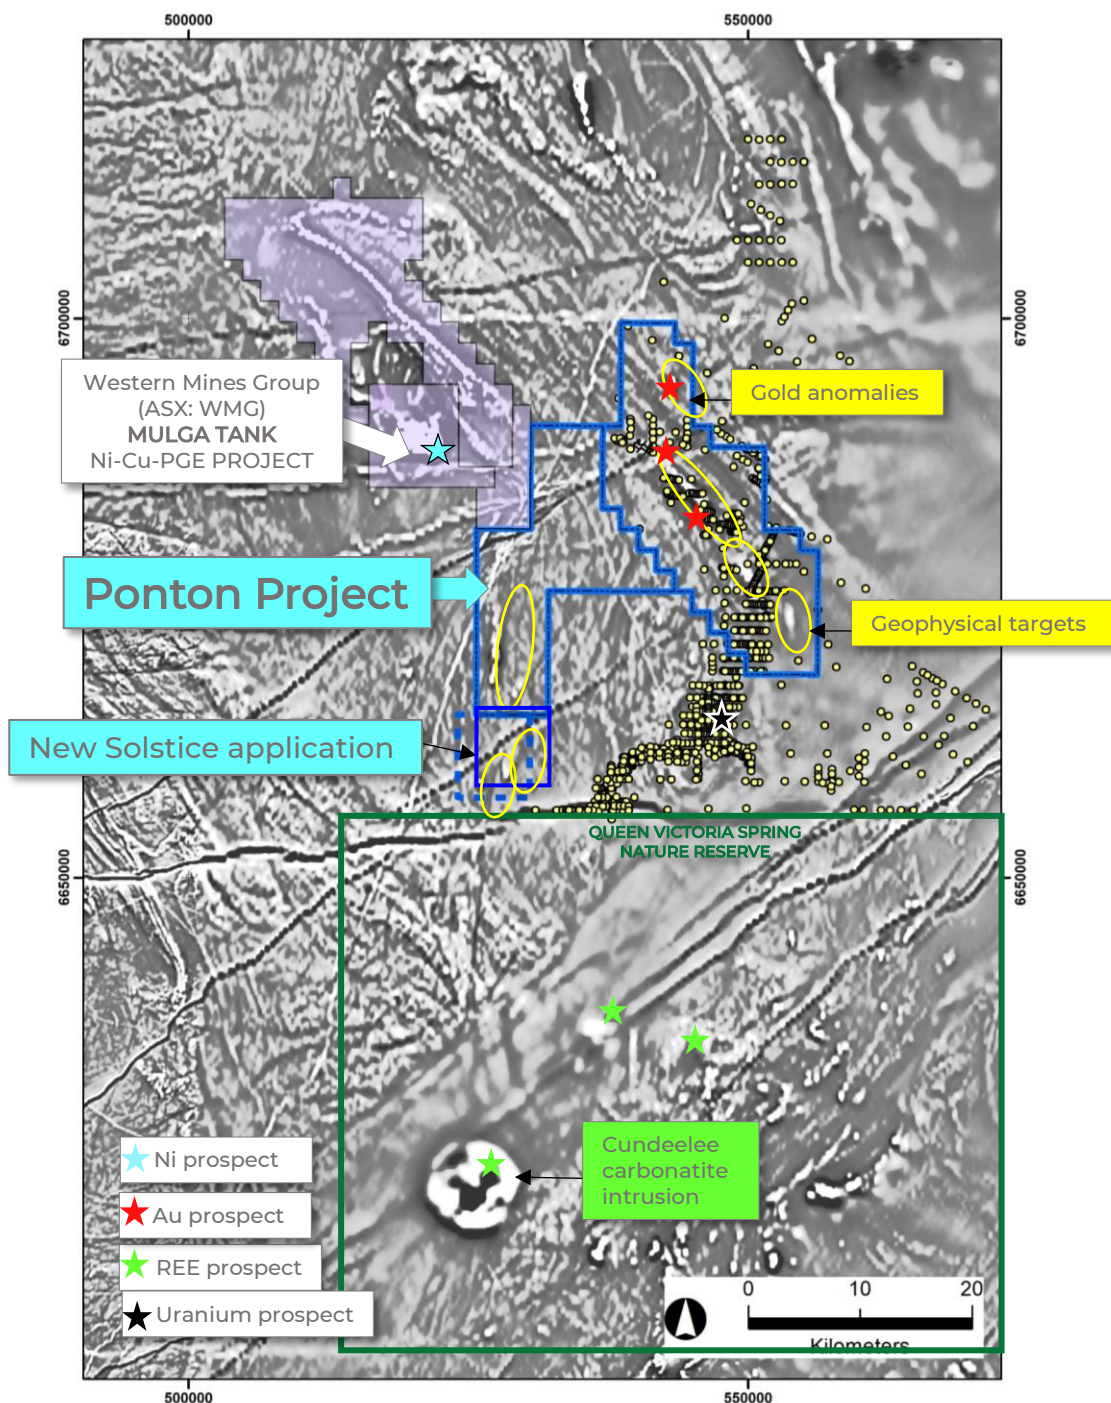 500000
550000
6700000
6700000
Western Mines Group
(ASX: WMG)
MULGA TANK
Ni-Cu-PGE PROJECT
Gold anomalies
Ponton Project
Geophysical targets
New Solstice application
QUEEN VICTORIA SPRING
NATURE RESERVE
6650000
6650000
Cundeelee
carbonatite
intrusion
Ni prospect
Au prospect
REE prospect
Uranium prospect
0 10 20
Kilometers
500000
550000